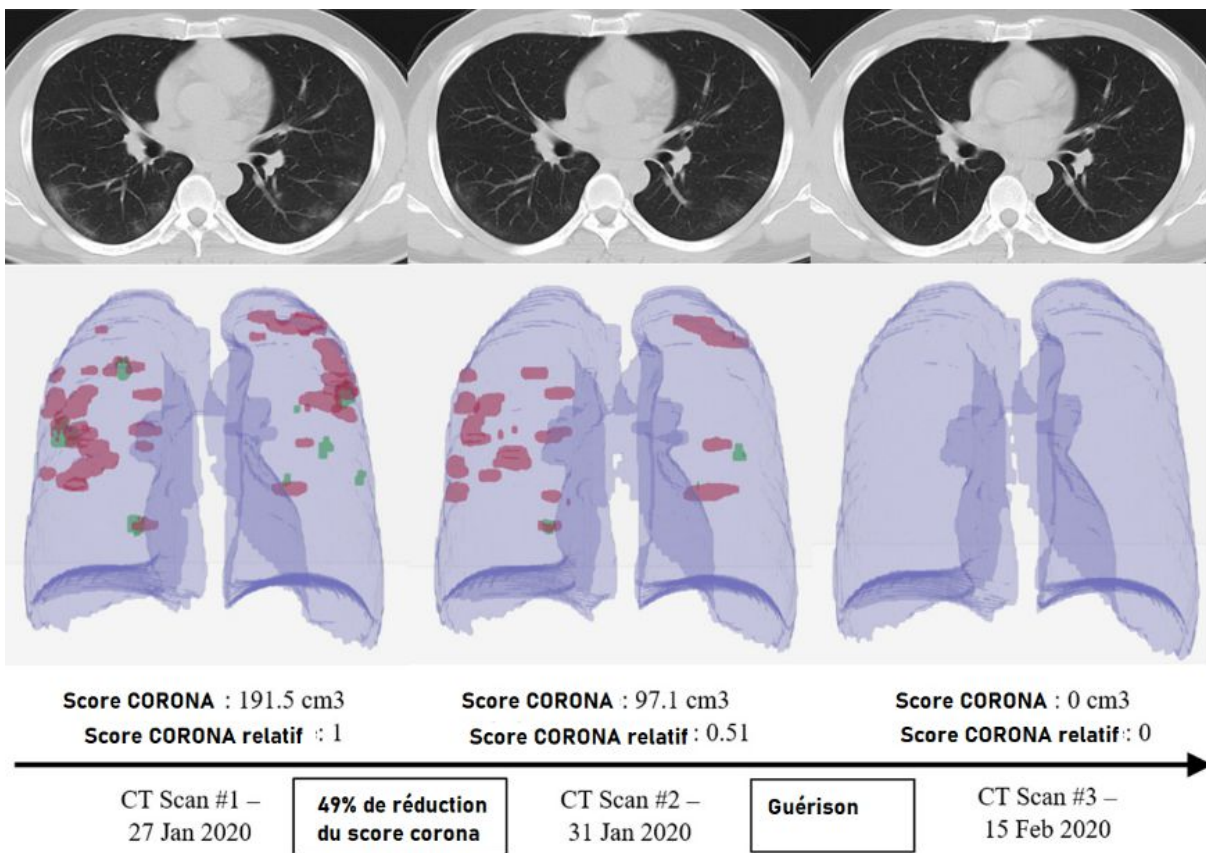 Score CORONA : 191.5 cm3
Score CORONA relatif : 1
Score CORONA : 97.1 cm3
Score CORONA relatif : 0.51
Score CORONA : 0 cm3
Score CORONA relatif : 0
CT Scan #1 –
27 Jan 2020
49% de réduction
du score corona
CT Scan #2 –
31 Jan 2020
Guérison
CT Scan #3 –
15 Feb 2020